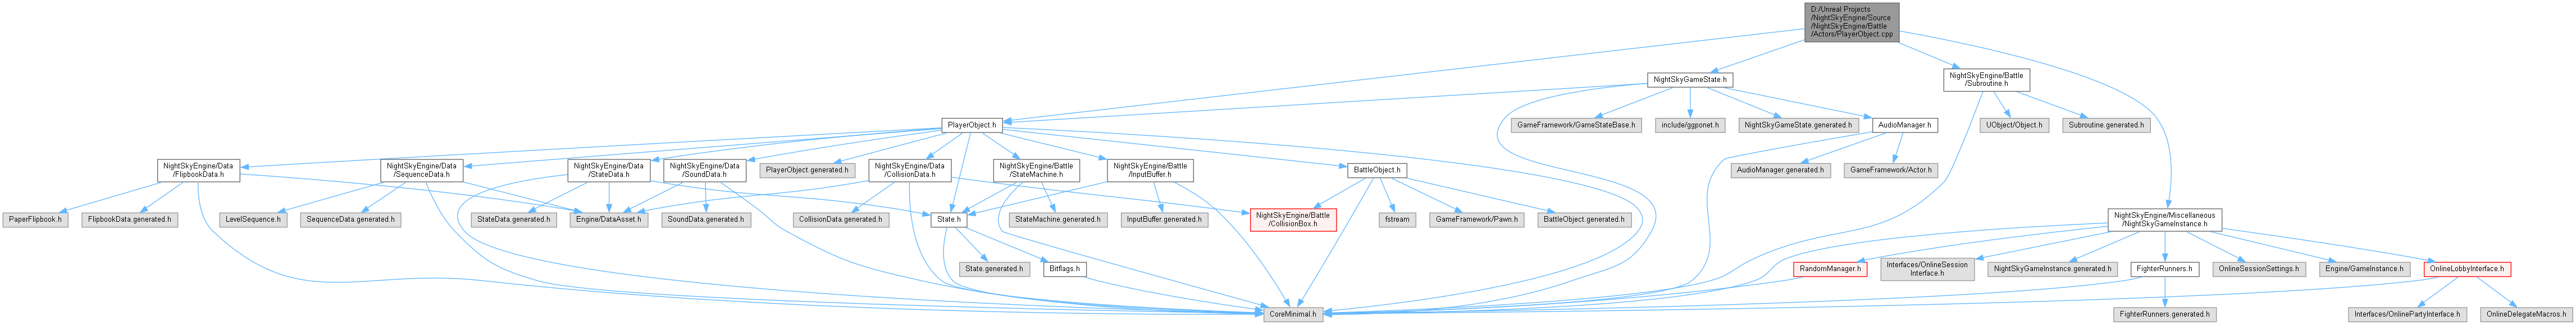 D:/Unreal Projects
/NightSkyEngine/Source
/NightSkyEngine/Battle
/Actors/PlayerObject.cpp
NightSkyGameState.h
NightSkyEngine/Battle
/Subroutine.h
PlayerObject.h
GameFramework/GameStateBase.h
include/ggponet.h
NightSkyGameState.generated.h
AudioManager.h
UObject/Object.h
Subroutine.generated.h
NightSkyEngine/Data
/FlipbookData.h
NightSkyEngine/Data
/SequenceData.h
NightSkyEngine/Data
/StateData.h
NightSkyEngine/Data
/SoundData.h
PlayerObject.generated.h
NightSkyEngine/Data
/CollisionData.h
NightSkyEngine/Battle
/StateMachine.h
NightSkyEngine/Battle
/InputBuffer.h
BattleObject.h
AudioManager.generated.h
GameFramework/Actor.h
PaperFlipbook.h
FlipbookData.generated.h
LevelSequence.h
SequenceData.generated.h
StateData.generated.h
Engine/DataAsset.h
SoundData.generated.h
CollisionData.generated.h
State.h
StateMachine.generated.h
InputBuffer.generated.h
NightSkyEngine/Battle
/CollisionBox.h
fstream
GameFramework/Pawn.h
BattleObject.generated.h
NightSkyEngine/Miscellaneous
/NightSkyGameInstance.h
State.generated.h
Bitflags.h
RandomManager.h
Interfaces/OnlineSession
Interface.h
NightSkyGameInstance.generated.h
FighterRunners.h
OnlineSessionSettings.h
Engine/GameInstance.h
OnlineLobbyInterface.h
CoreMinimal.h
FighterRunners.generated.h
Interfaces/OnlinePartyInterface.h
OnlineDelegateMacros.h